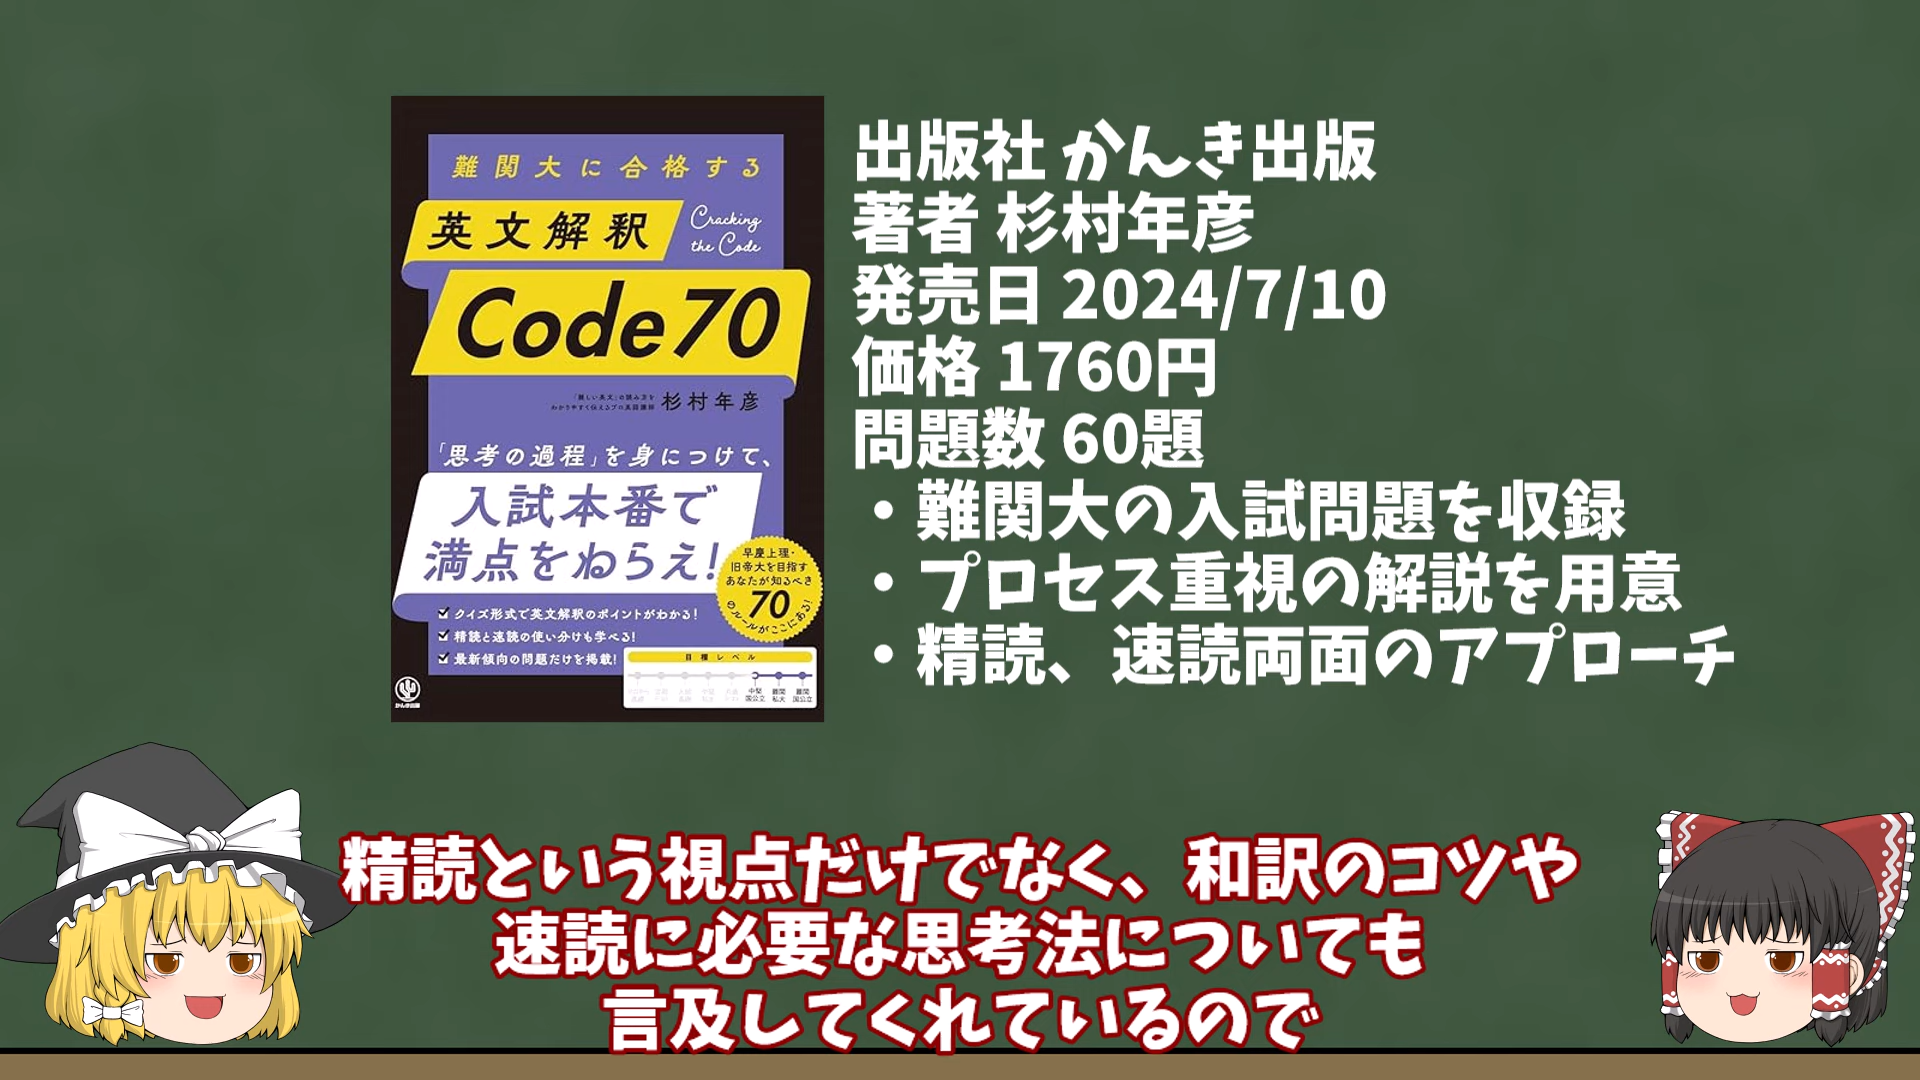 難関大に合格する
英文解釈
Cracking
the Code
Code70
「難しい英文」の読み方を
わかりやすく伝えるプロ英語講師
杉村年彦
「思考の過程」を身につけて、
入試本番で
満点をねらえ!
早慶上理・
旧帝大を目指す
あなたが知るべき
70
のルールがここにある!
クイズ形式で英文解釈のポイントがわかる!
精読と速読の使い分けも学べる!
最新傾向の問題だけを掲載!
目標レベル
中堅
国公立
難関
私大
難関
国公立
かんき出版
出版社 かんき出版
著者 杉村年彦
発売日 2024/7/10
価格 1760円
問題数 60題
・難関大の入試問題を収録
・プロセス重視の解説を用意
・精読、速読両面のアプローチ
精読という視点だけでなく、和訳のコツや
速読に必要な思考法についても
言及してくれているので